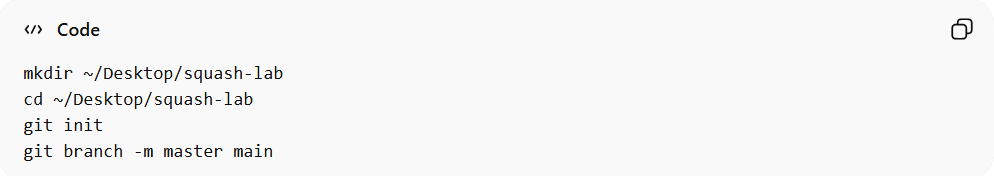 Code
mkdir ~/Desktop/squash-lab
cd ~/Desktop/squash-lab
git init
git branch -m master main